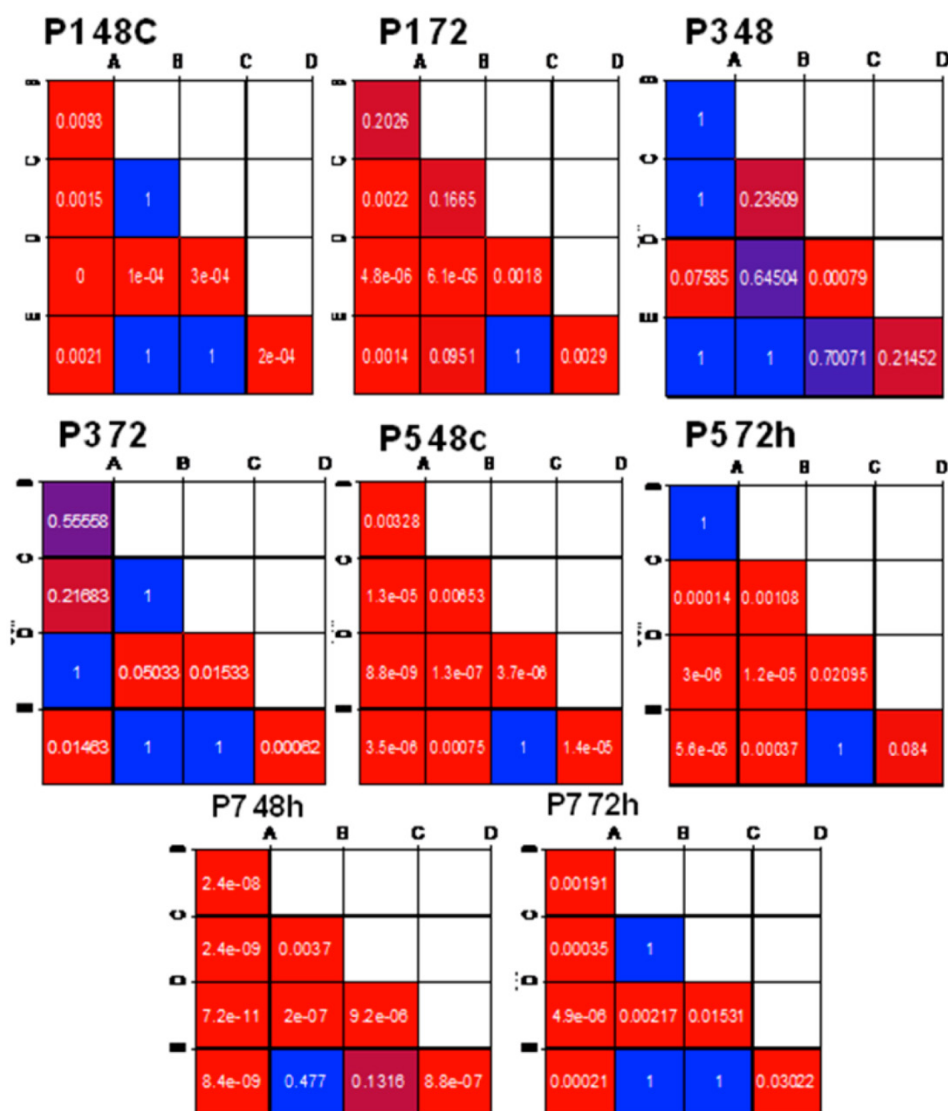 P148C P172 P348
A B C D A B C D A B C D
B 0.0093 B 0.2026 B 1
C 0.0015 1 C 0.0022 0.1665 C 1 0.23609
D 0 1e-04 3e-04 D 4.8e-06 6.1e-05 0.0018 D 0.07585 0.64504 0.00079
E 0.0021 1 1 2e-04 E 0.0014 0.0951 1 0.0029 E 1 1 0.70071 0.21452
P372 P548c P572h
A B C D A B C D A B C D
0.55558 0.00328 1
C 0.21683 1 C 1.3e-05 0.00653 C 0.00014 0.00108
D 1 0.05033 0.01533 D 8.8e-09 1.3e-07 3.7e-06 D 3e-06 1.2e-05 0.02095
0.01463 1 1 0.00062 3.5e-06 0.00075 1 1.4e-05 5.6e-05 0.00037 1 0.084
P748h P772h
A B C D A B C D
2.4e-08 0.00191
C 2.4e-09 0.0037 C 0.00035 1
D 7.2e-11 2e-07 9.2e-06 D 4.9e-06 0.00217 0.01531
8.4e-09 0.477 0.1316 8.8e-07 0.00021 1 1 0.03022